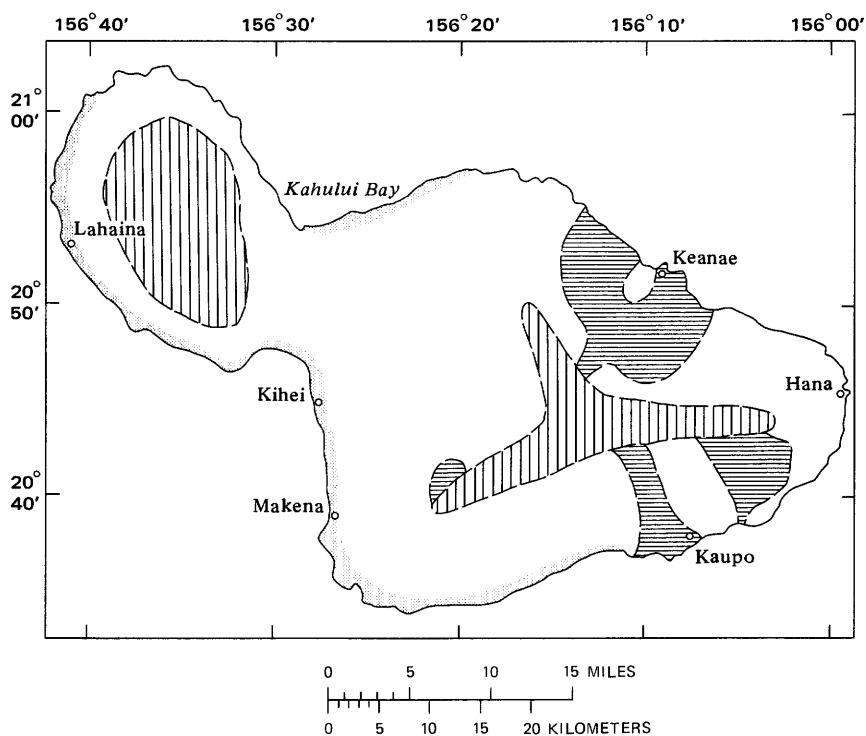 156° 40′ 156° 30′ 156° 20′ 156° 10′ 156° 00′
21°
00′
Kahului Bay
Lahaina
Keanae
20°
50′
Kihei
Hana
20°
40′
Makena
Kaupo
0 5 10 15 MILES
0 5 10 15 20 KILOMETERS